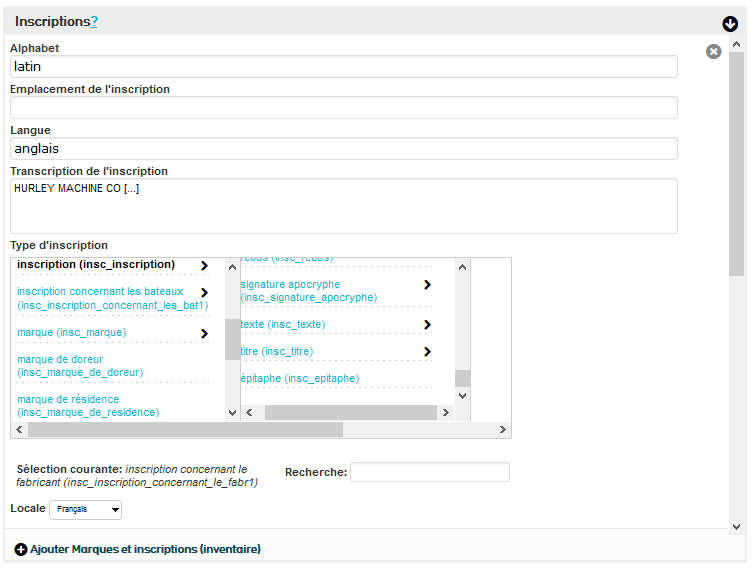 Inscriptions?
Alphabet
latin
Emplacement de l'inscription
Langue
anglais
Transcription de l'inscription
HURLEY MACHINE CO [...]
Type d'inscription
inscription (insc_inscription)
inscription concernant les bateaux
(insc_inscription_concernant_les_bat1)
marque (insc_marque)
marque de doreur
(insc_marque_de_doreur)
marque de résidence
(insc_marque_de_residence)
rébus (insc_rebus)
signature apocryphe
(insc_signature_apocryphe)
texte (insc_texte)
titre (insc_titre)
épitaphe (insc_epitaphe)
Sélection courante: inscription concernant le
fabricant (insc_inscription_concernant_le_fabr1)
Recherche:
Locale Français
Ajouter Marques et inscriptions (inventaire)